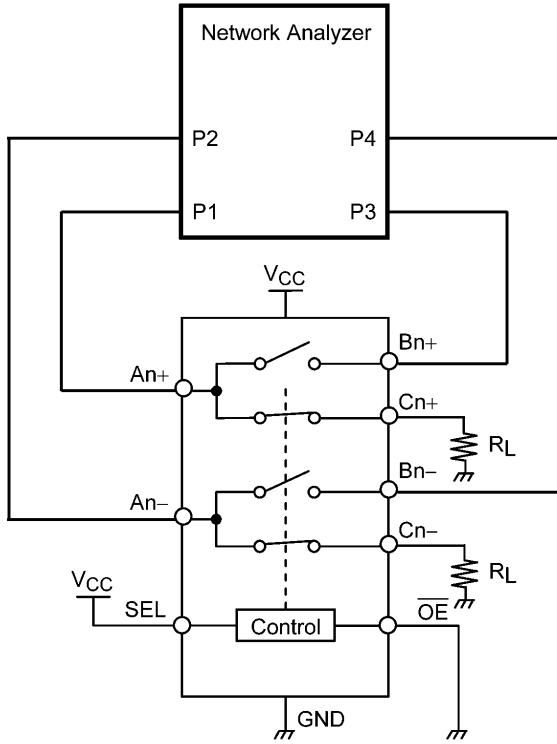 Network Analyzer
P2 P4
P1 P3
VCC
Bn+
An+
Cn+
RL
Bn−
An−
Cn−
RL
VCC
SEL
OE
Control
GND